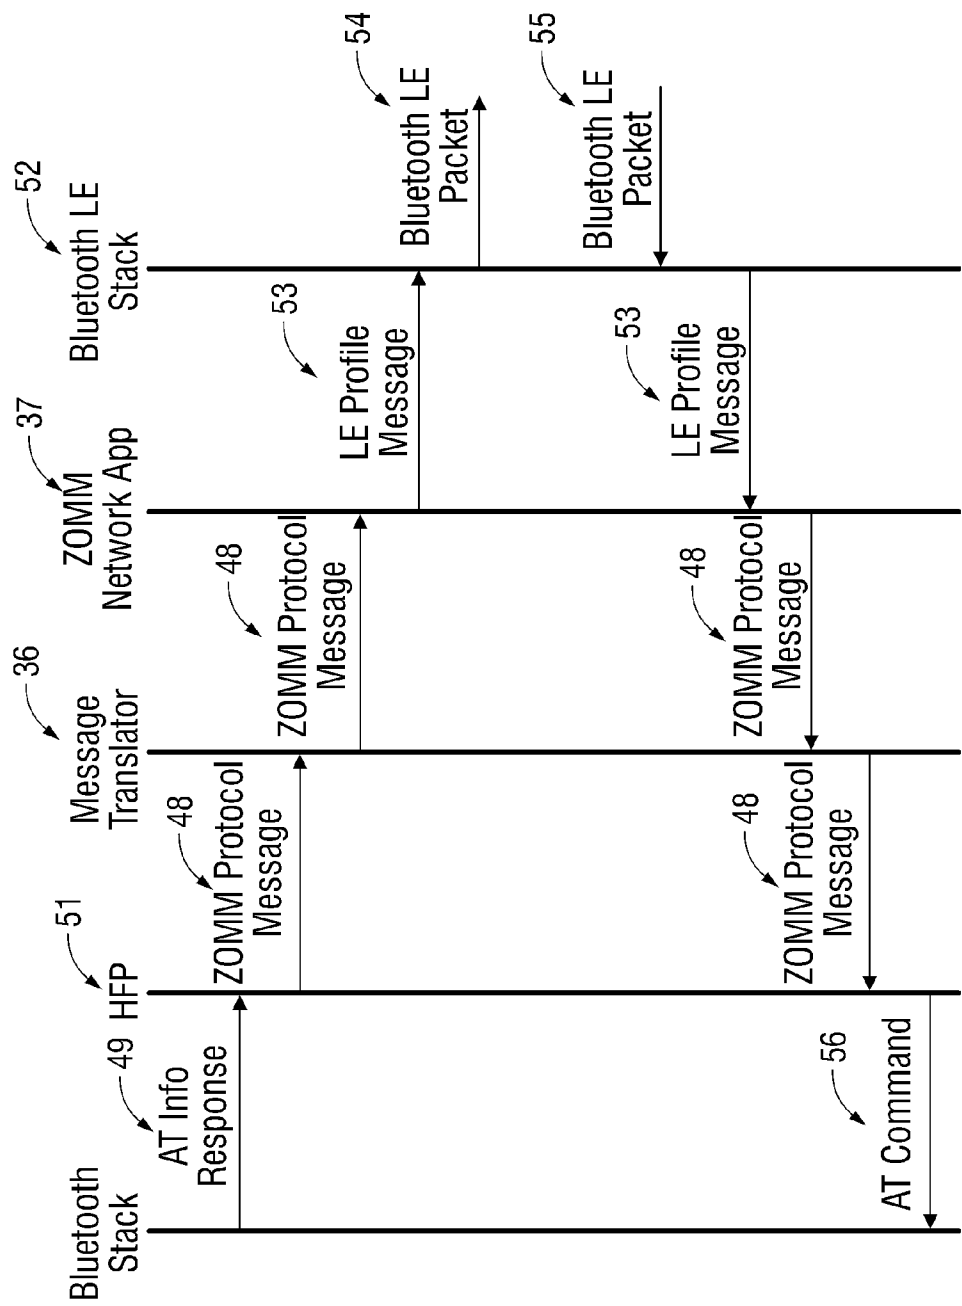 Bluetooth
Stack
49
HFP
51
Message
Translator
36
ZOMM
Network App
37
Bluetooth LE
Stack
52
AT Info
Response
ZOMM Protocol
Message
48
ZOMM Protocol
Message
48
LE Profile
Message
53
Bluetooth LE
Packet
54
Bluetooth LE
Packet
55
LE Profile
Message
53
ZOMM Protocol
Message
48
ZOMM Protocol
Message
48
AT Command
56